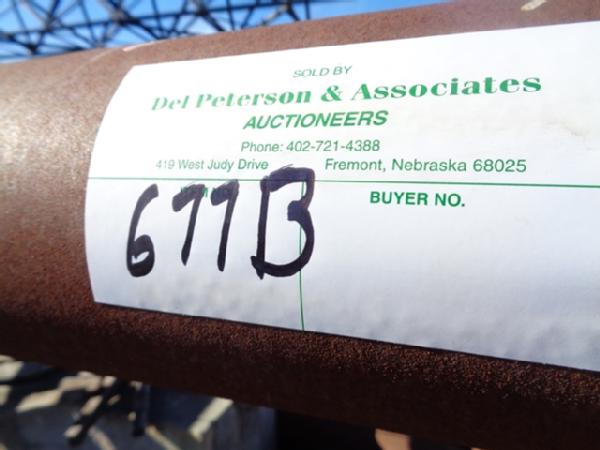 SOLD BY
Del Peterson & Associates
AUCTIONEERS
Phone: 402-721-4388
419 West Judy Drive Fremont, Nebraska 68025
BUYER NO.
677B